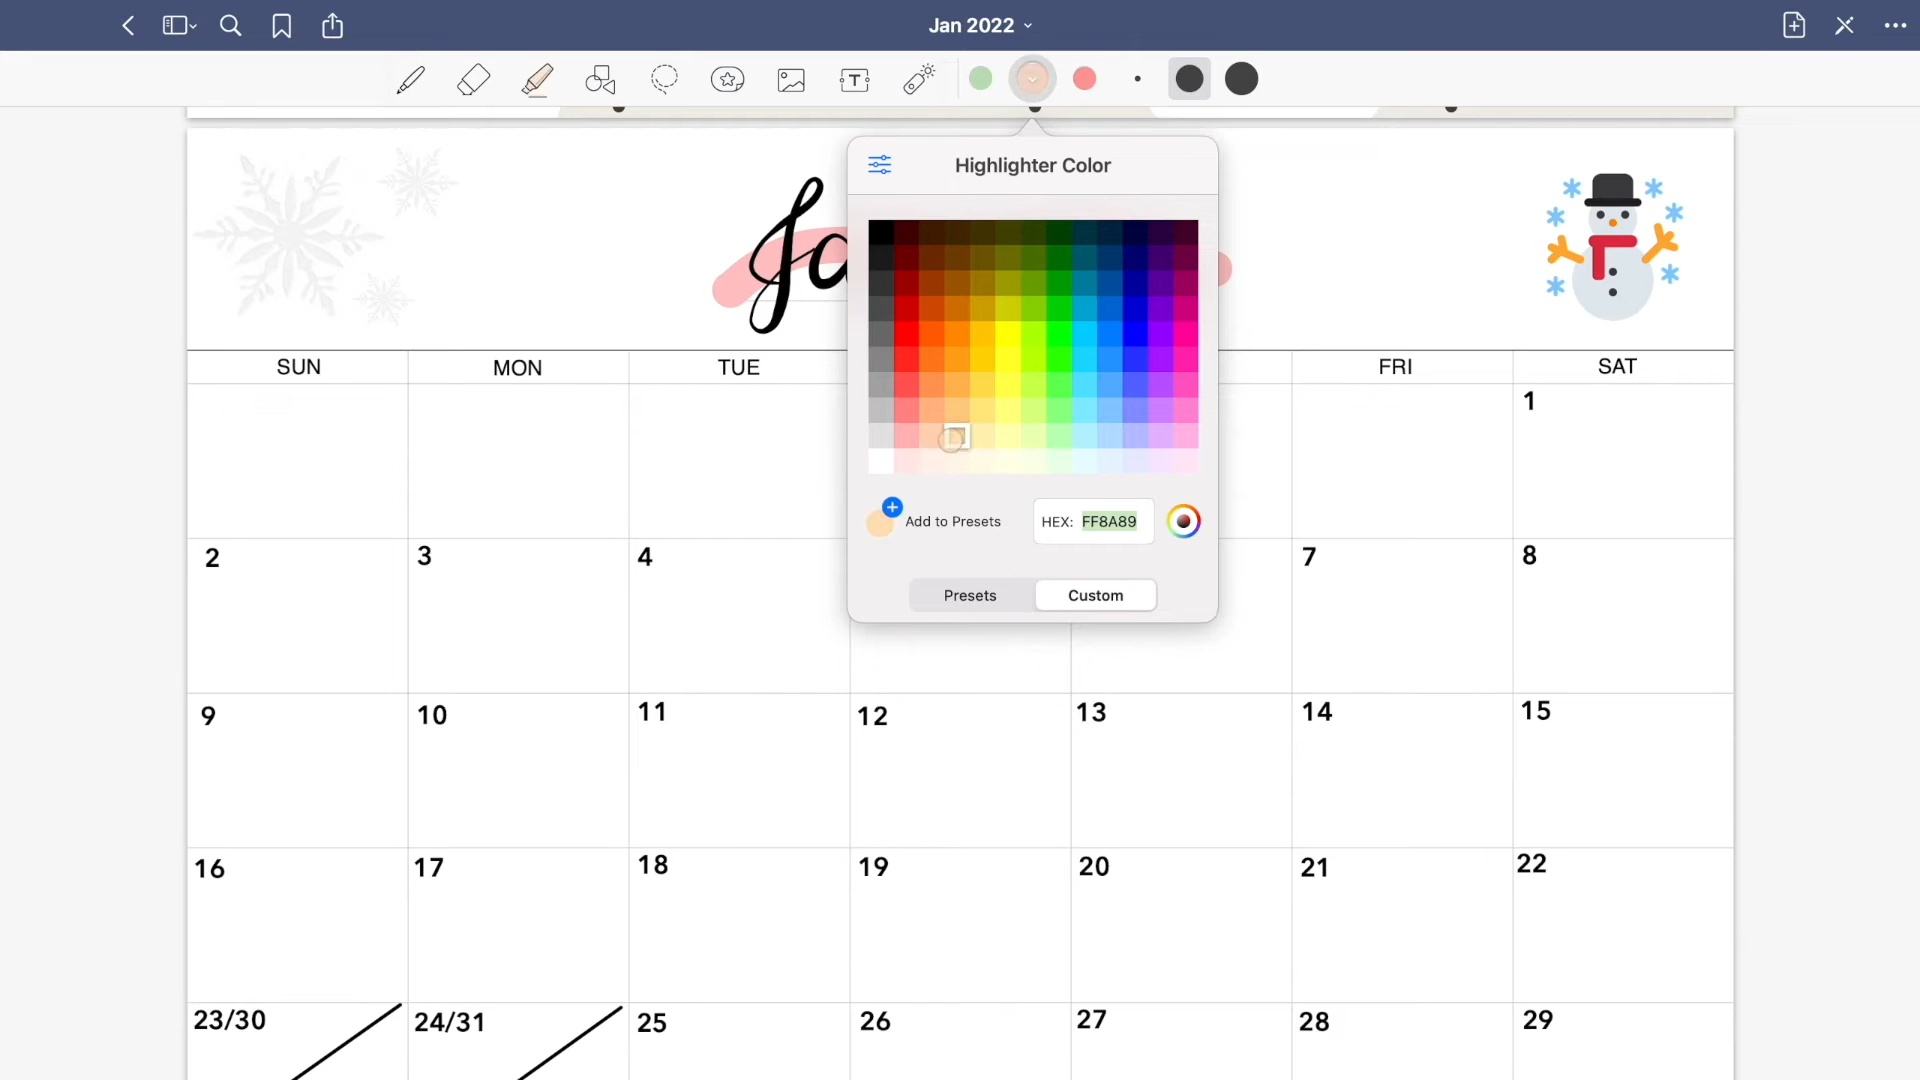 Jan 2022
T
Highlighter Color
Ja
SUN MON TUE FRI SAT
1
Add to Presets HEX: FF8A89
Presets Custom
2 3 4 7 8
9 10 11 12 13 14 15
16 17 18 19 20 21 22
23/30 24/31 25 26 27 28 29